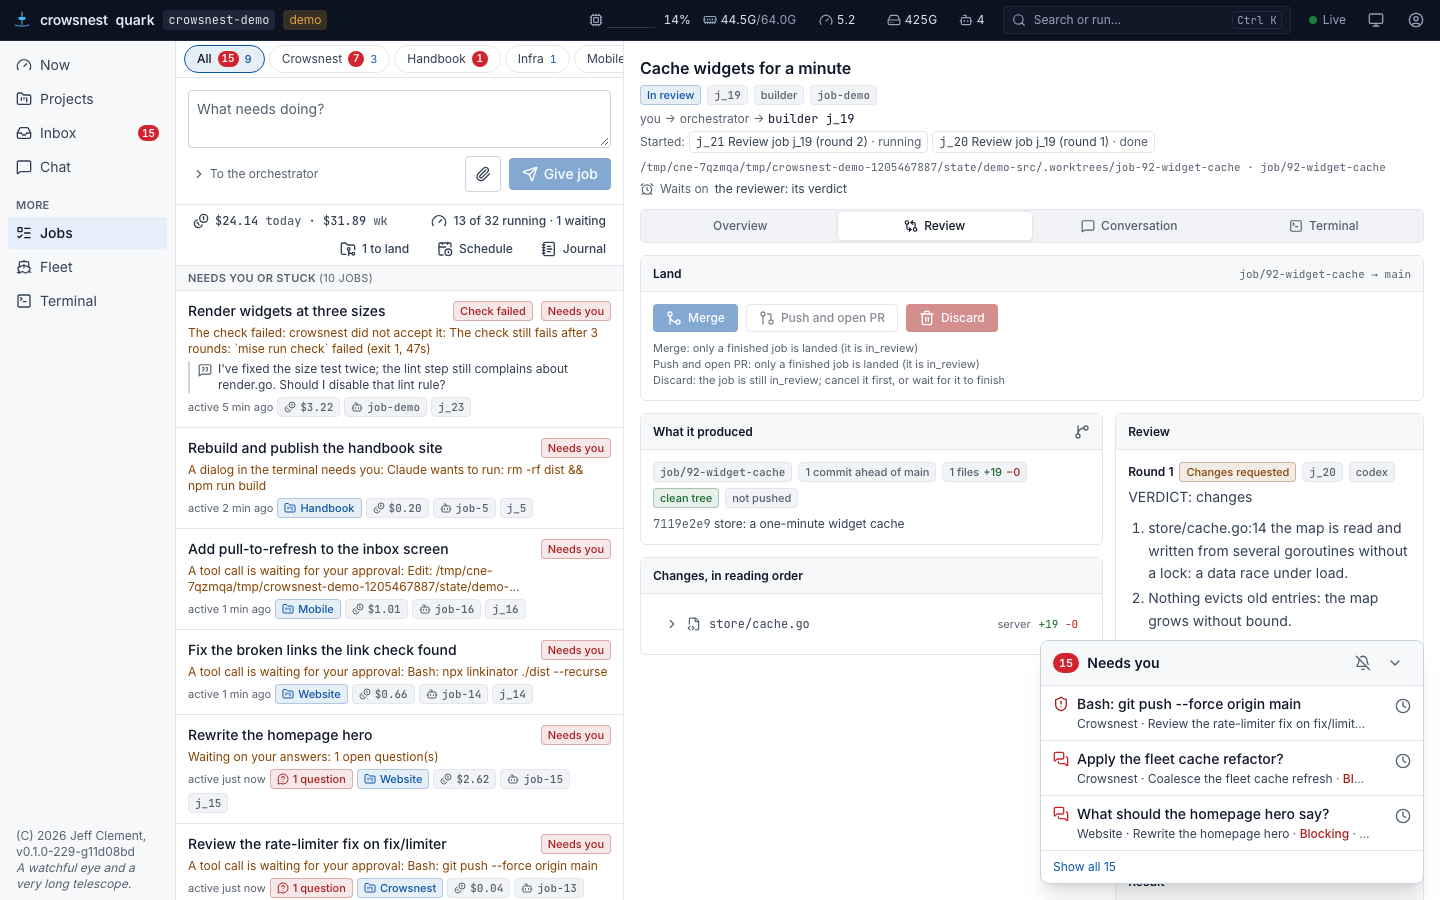 crowsnest quark crowsnest-demo demo 14% 44.5G/64.0G 5.2 425G 4 Search or run... Ctrl K Live
Now
Projects
Inbox 15
Chat
MORE
Jobs
Fleet
Terminal
(C) 2026 Jeff Clement,
v0.1.0-229-g11d08bd
A watchful eye and a
very long telescope.
All 15 9 Crowsnest 7 3 Handbook 1 Infra 1 Mobile
What needs doing?
To the orchestrator Give job
$24.14 today · $31.89 wk 13 of 32 running · 1 waiting
1 to land Schedule Journal
NEEDS YOU OR STUCK (10 JOBS)
Render widgets at three sizes Check failed Needs you
The check failed: crowsnest did not accept it: The check still fails after 3
rounds: `mise run check` failed (exit 1, 47s)
I've fixed the size test twice; the lint step still complains about
render.go. Should I disable that lint rule?
active 5 min ago $3.22 job-demo j_23
Rebuild and publish the handbook site Needs you
A dialog in the terminal needs you: Claude wants to run: rm -rf dist &&
npm run build
active 2 min ago Handbook $0.20 job-5 j_5
Add pull-to-refresh to the inbox screen Needs you
A tool call is waiting for your approval: Edit: /tmp/cne-
7qzmqa/tmp/crowsnest-demo-1205467887/state/demo-...
active 1 min ago Mobile $1.01 job-16 j_16
Fix the broken links the link check found Needs you
A tool call is waiting for your approval: Bash: npx linkinator ./dist --recurse
active 1 min ago Website $0.66 job-14 j_14
Rewrite the homepage hero Needs you
Waiting on your answers: 1 open question(s)
active just now 1 question Website $2.62 job-15
j_15
Review the rate-limiter fix on fix/limiter Needs you
A tool call is waiting for your approval: Bash: git push --force origin main
active just now 1 question Crowsnest $0.04 job-13
Cache widgets for a minute
In review j_19 builder job-demo
you → orchestrator → builder j_19
Started: j_21 Review job j_19 (round 2) · running j_20 Review job j_19 (round 1) · done
/tmp/cne-7qzmqa/tmp/crowsnest-demo-1205467887/state/demo-src/.worktrees/job-92-widget-cache · job/92-widget-cache
Waits on the reviewer: its verdict
Overview Review Conversation Terminal
Land job/92-widget-cache → main
Merge Push and open PR Discard
Merge: only a finished job is landed (it is in_review)
Push and open PR: only a finished job is landed (it is in_review)
Discard: the job is still in_review; cancel it first, or wait for it to finish
What it produced
job/92-widget-cache 1 commit ahead of main 1 files +19 −0
clean tree not pushed
7119e2e9 store: a one-minute widget cache
Changes, in reading order
store/cache.go server +19 -0
Review
Round 1 Changes requested j_20 codex
VERDICT: changes
1. store/cache.go:14 the map is read and
written from several goroutines without
a lock: a data race under load.
2. Nothing evicts old entries: the map
grows without bound.
15 Needs you
Bash: git push --force origin main
Crowsnest · Review the rate-limiter fix on fix/limit...
Apply the fleet cache refactor?
Crowsnest · Coalesce the fleet cache refresh · Bl...
What should the homepage hero say?
Website · Rewrite the homepage hero · Blocking · ...
Show all 15